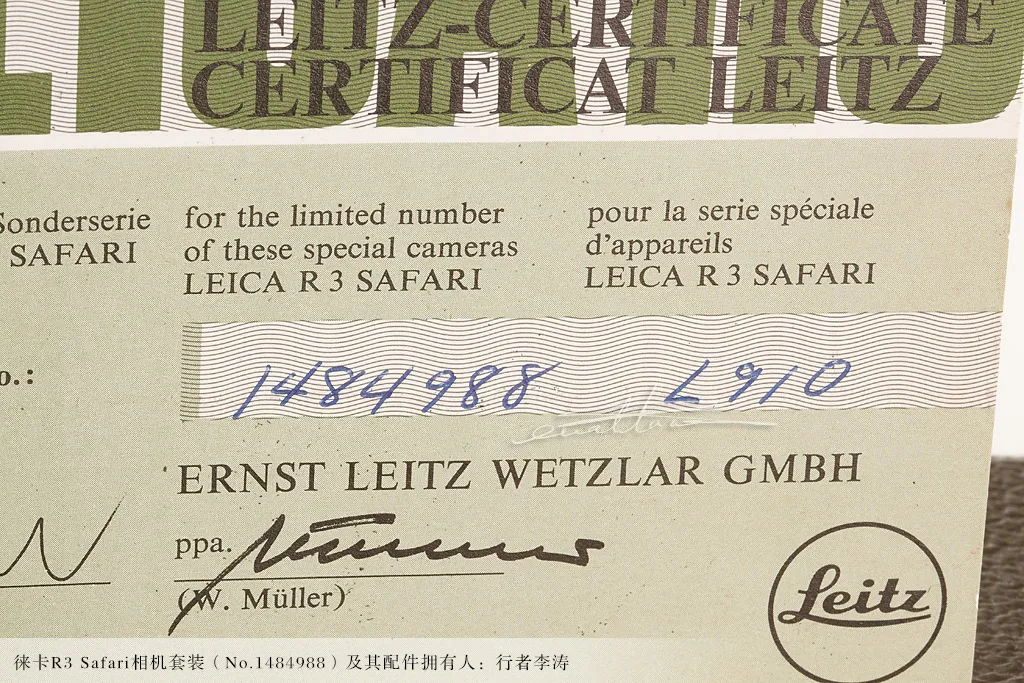 LEITZ-CERTIFICATE
CERTIFICAT LEITZ
Sonderserie
SAFARI
for the limited number
of these special cameras
LEICA R3 SAFARI
pour la serie spéciale
d'appareils
LEICA R3 SAFARI
o.:
1484988 L910
ERNST LEITZ WETZLAR GMBH
ppa.
(W. Müller)
Leitz
徕卡R3 Safari相机套装（No.1484988）及其配件拥有人：行者李涛